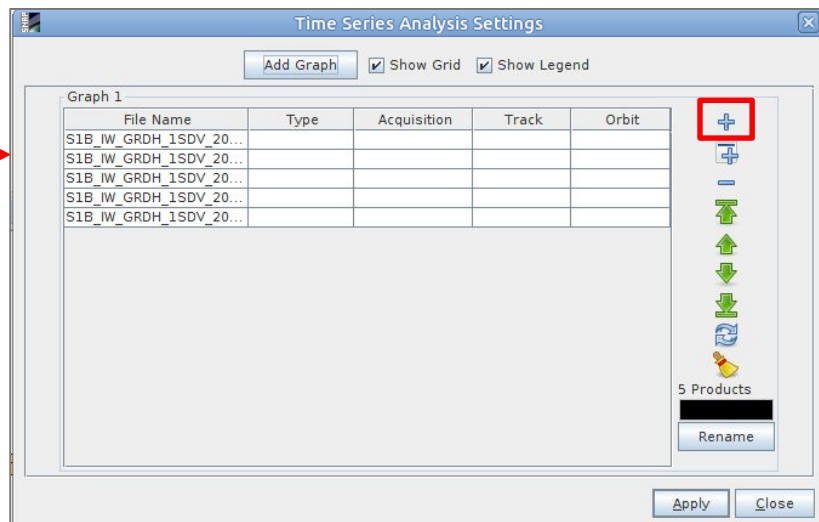 SNAP
Time Series Analysis Settings
Add Graph Show Grid Show Legend
Graph 1
File Name Type Acquisition Track Orbit
S1B_IW_GRDH_1SDV_20...
S1B_IW_GRDH_1SDV_20...
S1B_IW_GRDH_1SDV_20...
S1B_IW_GRDH_1SDV_20...
S1B_IW_GRDH_1SDV_20...
5 Products
Rename
Apply Close